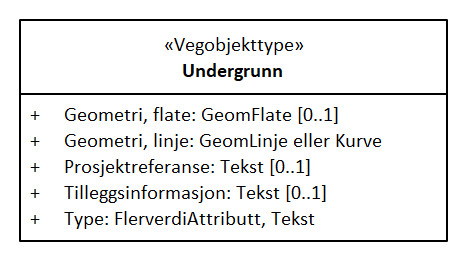 «Vegobjekttype»
Undergrunn
+ Geometri, flate: GeomFlate [0..1]
+ Geometri, linje: GeomLinje eller Kurve
+ Prosjektreferanse: Tekst [0..1]
+ Tilleggsinformasjon: Tekst [0..1]
+ Type: FlerverdiAttributt, Tekst